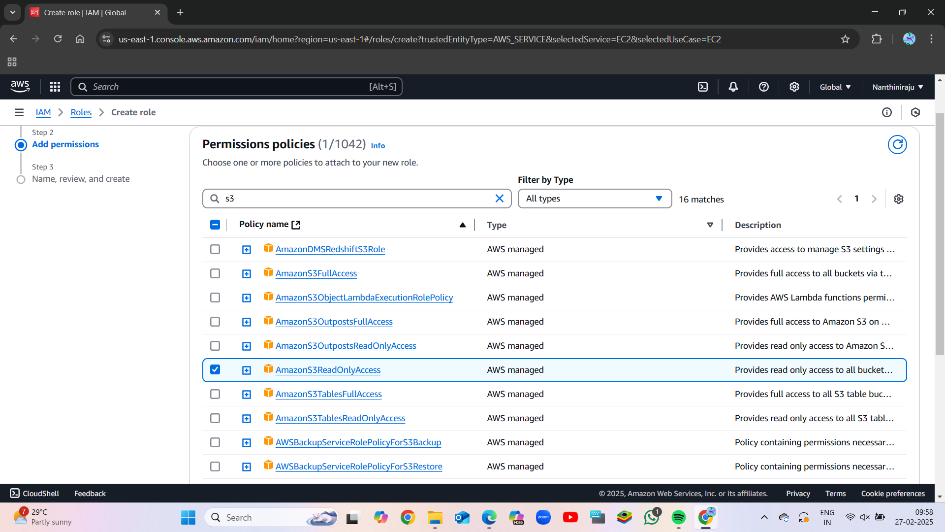 Create role | IAM | Global
us-east-1.console.aws.amazon.com/iam/home?region=us-east-1#/roles/create?trustedEntityType=AWS_SERVICE&selectedService=EC2&selectedUseCase=EC2
aws
Search [Alt+S]
Global Nanthiniraju
IAM > Roles > Create role
Step 2
Add permissions
Step 3
Name, review, and create
Permissions policies (1/1042) Info
Choose one or more policies to attach to your new role.
Filter by Type
s3 All types 16 matches 1
Policy name Type Description
AmazonDMSRedshiftS3Role AWS managed Provides access to manage S3 settings ...
AmazonS3FullAccess AWS managed Provides full access to all buckets via t...
AmazonS3ObjectLambdaExecutionRolePolicy AWS managed Provides AWS Lambda functions permi...
AmazonS3OutpostsFullAccess AWS managed Provides full access to Amazon S3 on ...
AmazonS3OutpostsReadOnlyAccess AWS managed Provides read only access to Amazon S...
AmazonS3ReadOnlyAccess AWS managed Provides read only access to all bucket...
AmazonS3TablesFullAccess AWS managed Provides full access to all S3 table buc...
AmazonS3TablesReadOnlyAccess AWS managed Provides read only access to all S3 tabl...
AWSBackupServiceRolePolicyForS3Backup AWS managed Policy containing permissions necessar...
AWSBackupServiceRolePolicyForS3Restore AWS managed Policy containing permissions necessar...
CloudShell Feedback © 2025, Amazon Web Services, Inc. or its affiliates. Privacy Terms Cookie preferences
29°C
Partly sunny
Search
ENG
IN
09:58
27-02-2025